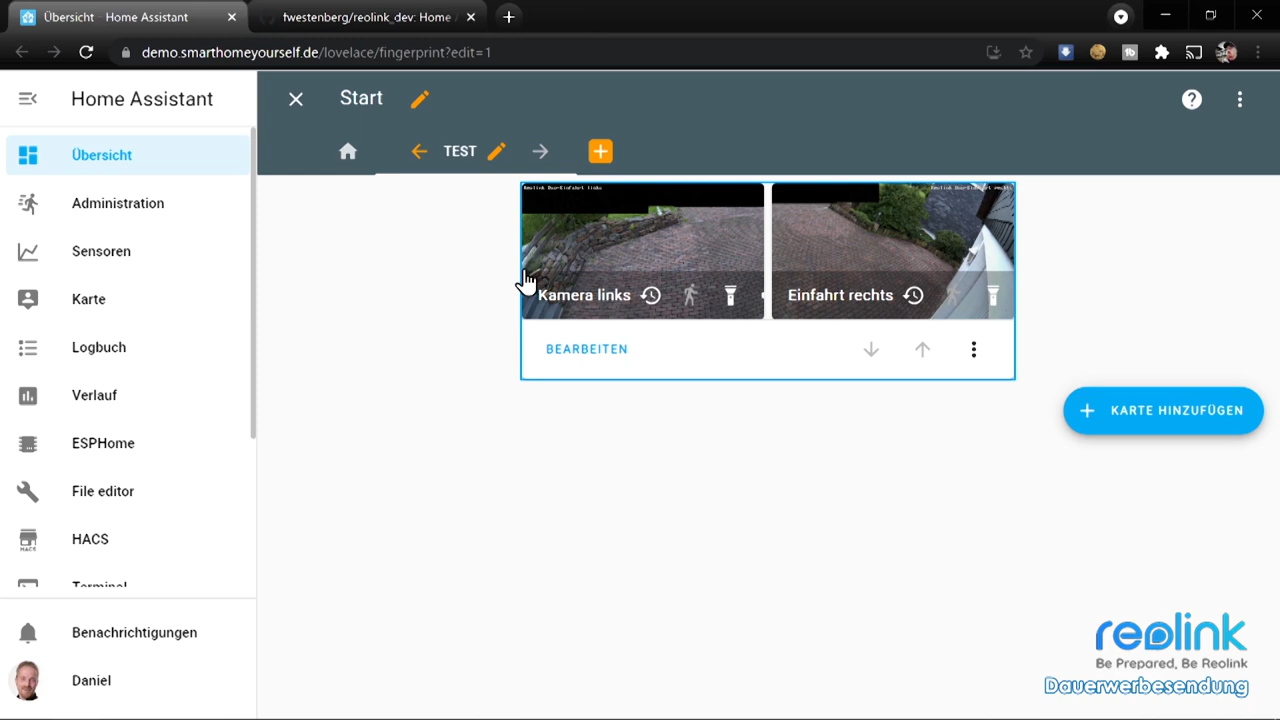 Übersicht - Home Assistant
fwestenberg/reolink_dev: Home
demo.smarthomeyourself.de/lovelace/fingerprint?edit=1
Home Assistant
Start
Übersicht
TEST
Administration
Sensoren
Karte
Logbuch
Verlauf
ESPHome
File editor
HACS
HACS
Terminal
Benachrichtigungen
Daniel
Kamera links
Einfahrt rechts
BEARBEITEN
KARTE HINZUFÜGEN
reolink
Be Prepared, Be Reolink
Dauerwerbesendung